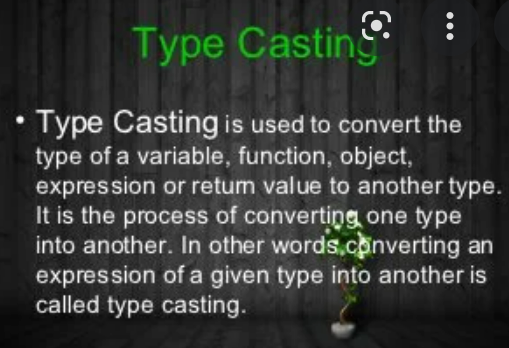 Type Casting
• Type Casting is used to convert the
type of a variable, function, object,
expression or return value to another type.
It is the process of converting one type
into another. In other words converting an
expression of a given type into another is
called type casting.